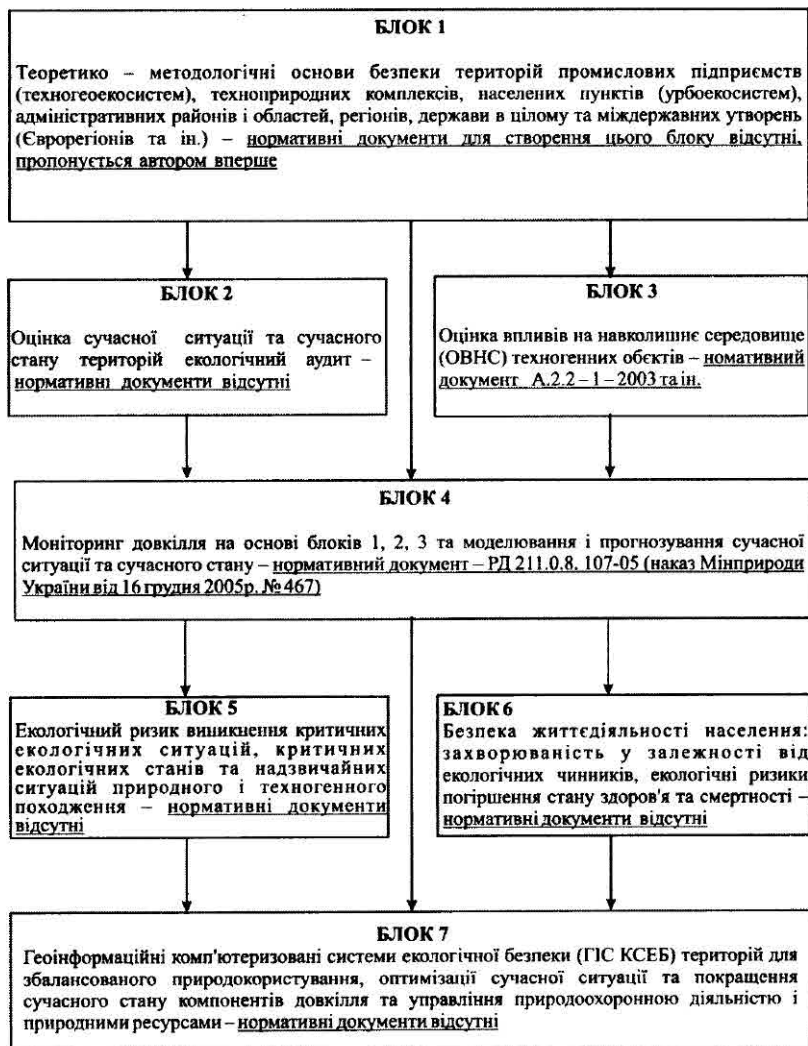 БЛОК 1
Теоретико – методологічні основи безпеки територій промислових підприємств
(техногеоекосистем), техноприродних комплексів, населених пунктів (урбоекосистем),
адміністративних районів і областей, регіонів, держави в цілому та міждержавних утворень
(Єврорегіонів та ін.) – нормативні документи для створення цього блоку відсутні,
пропонується автором вперше
БЛОК 2
Оцінка сучасної ситуації та сучасного
стану територій екологічний аудит –
нормативні документи відсутні
БЛОК 3
Оцінка впливів на навколишнє середовище
(ОВНС) техногенних обєктів – номативний
документ А.2.2 – 1 – 2003 та ін.
БЛОК 4
Моніторинг довкілля на основі блоків 1, 2, 3 та моделювання і прогнозування сучасної
ситуації та сучасного стану – нормативний документ – РД 211.0.8. 107-05 (наказ Мінприроди
України від 16 грудня 2005р. № 467)
БЛОК 5
Екологічний ризик виникнення критичних
екологічних ситуацій, критичних
екологічних станів та надзвичайних
ситуацій природного і техногенного
походження – нормативні документи
відсутні
БЛОК 6
Безпека життєдіяльності населення:
захворюваність у залежності від
екологічних чинників, екологічні ризики
погіршення стану здоров'я та смертності –
нормативні документи відсутні
БЛОК 7
Геоінформаційні комп'ютеризовані системи екологічної безпеки (ГІС КСЕБ) територій для
збалансованого природокористування, оптимізації сучасної ситуації та покращення
сучасного стану компонентів довкілля та управління природоохоронною діяльністю і
природними ресурсами – нормативні документи відсутні